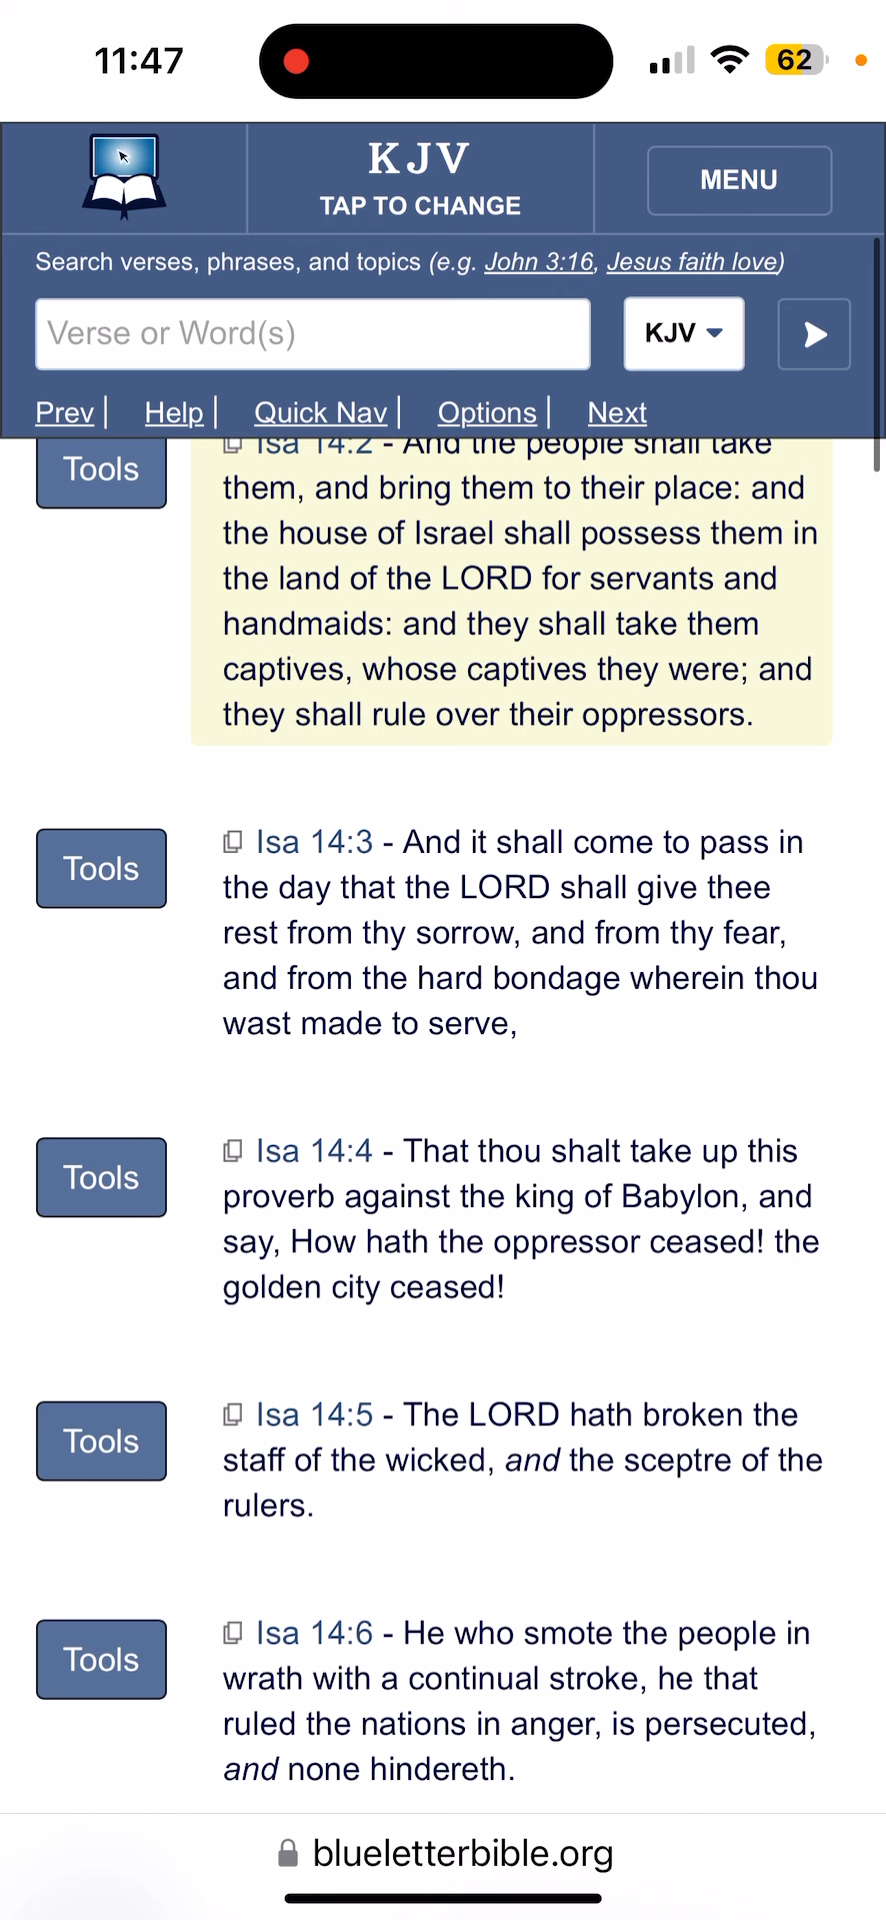 11:47
62
KJV
TAP TO CHANGE
MENU
Search verses, phrases, and topics (e.g. John 3:16, Jesus faith love)
Verse or Word(s)
KJV
Prev | Help | Quick Nav | Options | Next
Tools
Isa 14:2 - And the people shall take
them, and bring them to their place: and
the house of Israel shall possess them in
the land of the LORD for servants and
handmaids: and they shall take them
captives, whose captives they were; and
they shall rule over their oppressors.
Tools
Isa 14:3 - And it shall come to pass in
the day that the LORD shall give thee
rest from thy sorrow, and from thy fear,
and from the hard bondage wherein thou
wast made to serve,
Tools
Isa 14:4 - That thou shalt take up this
proverb against the king of Babylon, and
say, How hath the oppressor ceased! the
golden city ceased!
Tools
Isa 14:5 - The LORD hath broken the
staff of the wicked, and the sceptre of the
rulers.
Tools
Isa 14:6 - He who smote the people in
wrath with a continual stroke, he that
ruled the nations in anger, is persecuted,
and none hindereth.
blueletterbible.org